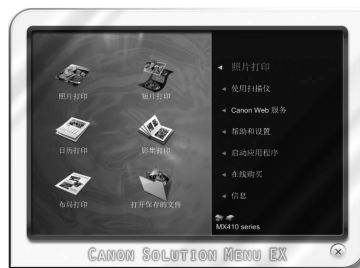 照片打印
短片打印
日历打印
影集打印
布局打印
打开保存的文件
照片打印
使用扫描仪
Canon Web 服务
帮助和设置
启动应用程序
在线购买
信息
MX410 series
CANON SOLUTION MENU EX